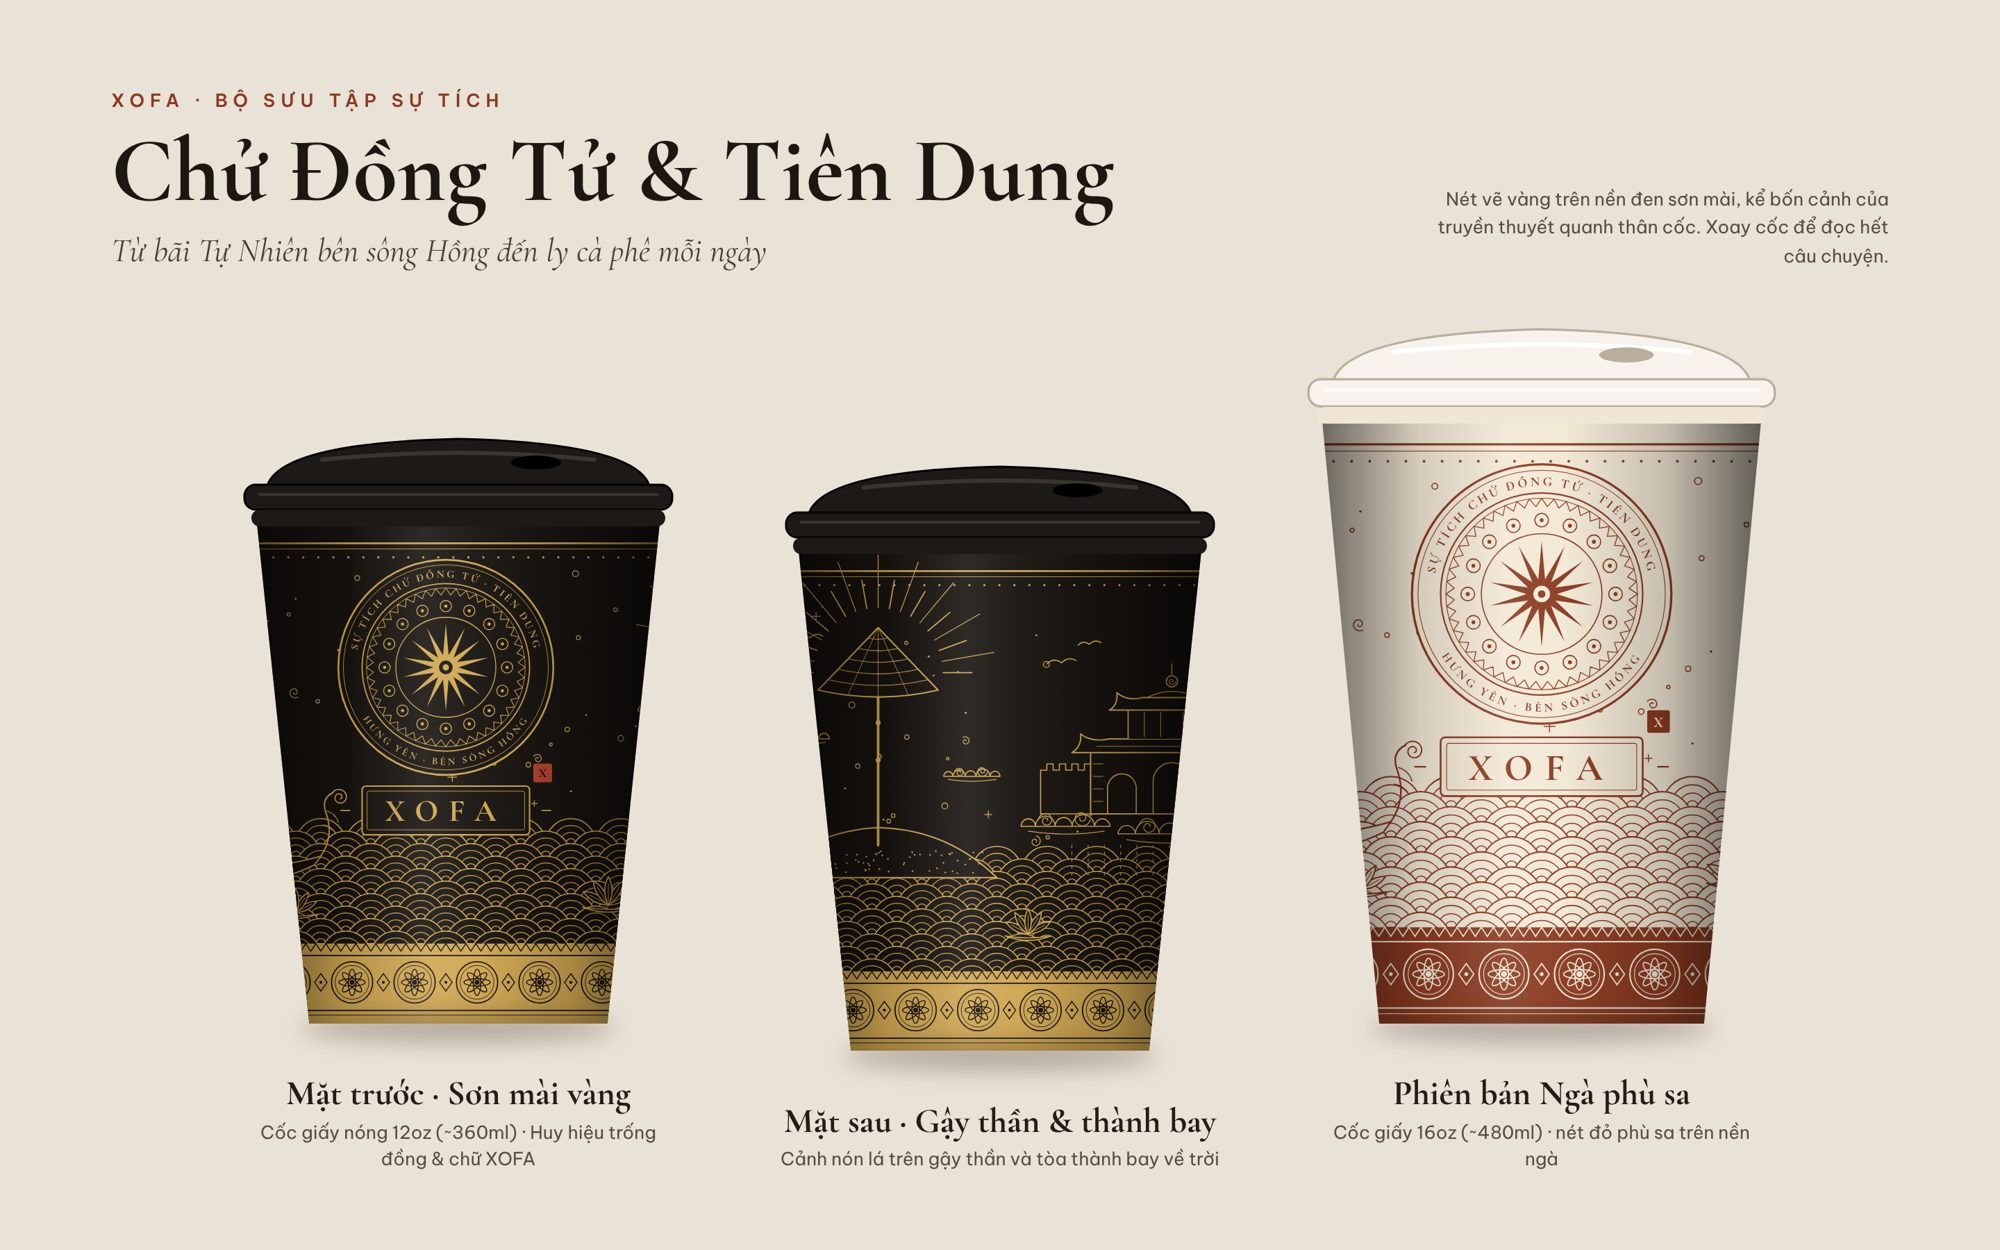 XOFA · BỘ SƯU TẬP SỰ TÍCH
Chử Đồng Tử & Tiên Dung
Từ bãi Tự Nhiên bên sông Hồng đến ly cà phê mỗi ngày
Nét vẽ vàng trên nền đen sơn mài, kể bốn cảnh của
truyền thuyết quanh thân cốc. Xoay cốc để đọc hết
câu chuyện.
SỰ TÍCH CHỬ ĐỒNG TỬ · TIÊN DUNG
HƯNG YÊN · BÊN SÔNG HỒNG
X
XOFA
SỰ TÍCH CHỬ ĐỒNG TỬ · TIÊN DUNG
HƯNG YÊN · BÊN SÔNG HỒNG
X
XOFA
Mặt trước · Sơn mài vàng
Cốc giấy nóng 12oz (~360ml) · Huy hiệu trống
đồng & chữ XOFA
Mặt sau · Gậy thần & thành bay
Cảnh nón lá trên gậy thần và tòa thành bay về trời
Phiên bản Ngà phù sa
Cốc giấy 16oz (~480ml) · nét đỏ phù sa trên nền
ngà